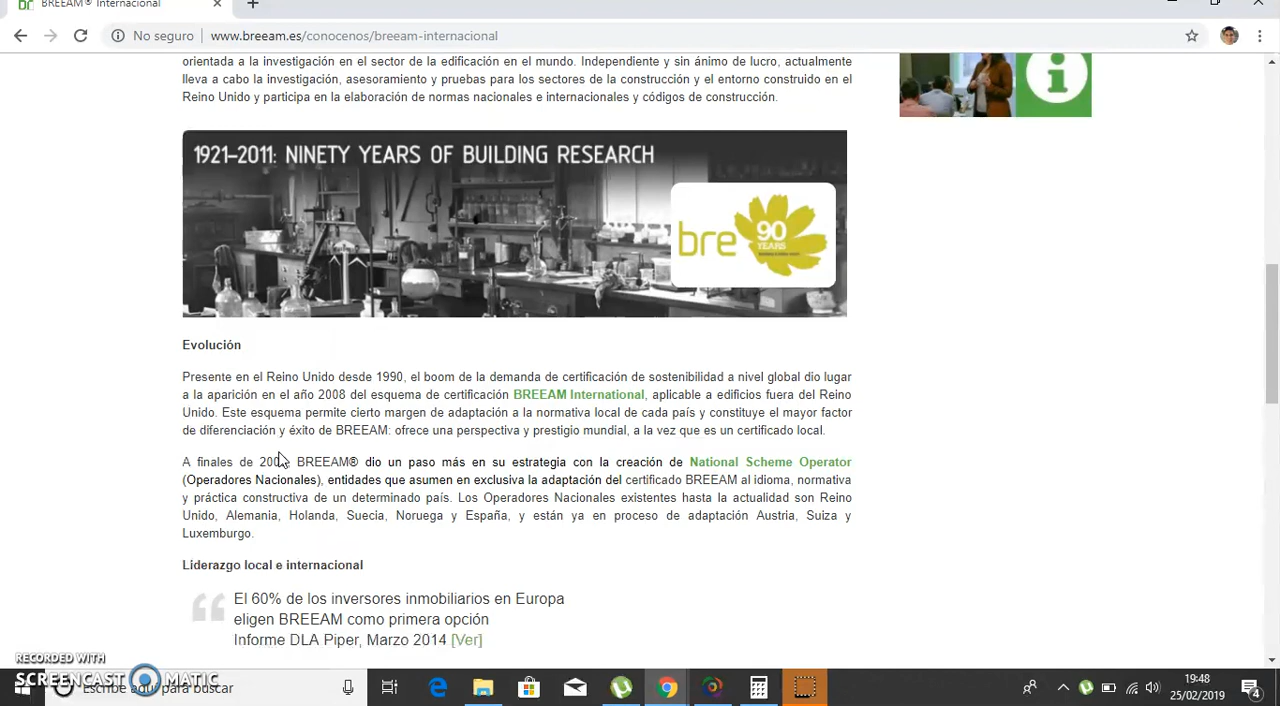 BREEAM® Internacional
No seguro
www.breeam.es/conocenos/breeam-internacional
orientada a la investigación en el sector de la edificación en el mundo. Independiente y sin ánimo de lucro, actualmente
lleva a cabo la investigación, asesoramiento y pruebas para los sectores de la construcción y el entorno construido en el
Reino Unido y participa en la elaboración de normas nacionales e internacionales y códigos de construcción.
1921–2011: NINETY YEARS OF BUILDING RESEARCH
bre
90
YEARS
Evolución
Presente en el Reino Unido desde 1990, el boom de la demanda de certificación de sostenibilidad a nivel global dio lugar
a la aparición en el año 2008 del esquema de certificación BREEAM International, aplicable a edificios fuera del Reino
Unido. Este esquema permite cierto margen de adaptación a la normativa local de cada país y constituye el mayor factor
de diferenciación y éxito de BREEAM: ofrece una perspectiva y prestigio mundial, a la vez que es un certificado local.
A finales de BREEAM® dio un paso más en su estrategia con la creación de National Scheme Operator
(Operadores Nacionales), entidades que asumen en exclusiva la adaptación del certificado BREEAM al idioma, normativa
y práctica constructiva de un determinado país. Los Operadores Nacionales existentes hasta la actualidad son Reino
Unido, Alemania, Holanda, Suecia, Noruega y España, y están ya en proceso de adaptación Austria, Suiza y
Luxemburgo.
Liderazgo local e internacional
El 60% de los inversores inmobiliarios en Europa
eligen BREEAM como primera opción
Informe DLA Piper, Marzo 2014 [Ver]
RECORDED WITH
SCREENCAST MATIC
Escribe aquí para buscar
19:48
25/02/2019
4